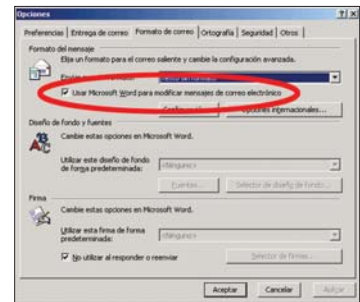 Opciones
Preferencias Entrega de correo Formato de correo Ortografía Seguridad Otros
Formato del mensaje
Elija un formato para el correo saliente y cambie la configuración avanzada.
Usar Microsoft Word para modificar mensajes de correo electrónico
Opciones internacionales...
Diseño de fondo y fuentes
Cambie estas opciones en Microsoft Word.
Utilizar este diseño de fondo de forma predeterminada:
<Ninguno>
Fuentes... Selector de diseño de fondo...
Firma
Cambie estas opciones en Microsoft Word.
Utilizar esta firma de forma predeterminada:
<Ninguno>
No utilizar al responder o reenviar
Selector de firmas...
Aceptar Cancelar Aplicar